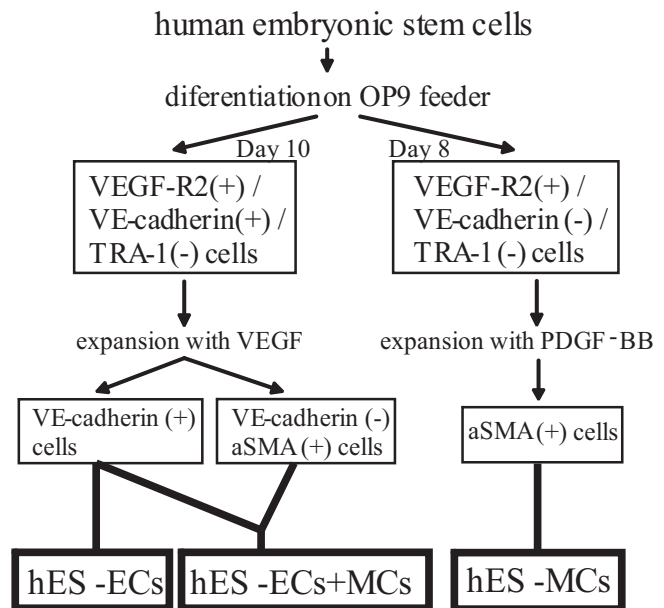 human embryonic stem cells
diferentiation on OP9 feeder
Day 10
Day 8
VEGF-R2(+) /
VE-cadherin(+) /
TRA-1(-) cells
VEGF-R2(+) /
VE-cadherin (-) /
TRA-1(-) cells
expansion with VEGF
expansion with PDGF-BB
VE-cadherin (+)
cells
VE-cadherin (-)
aSMA(+) cells
aSMA(+) cells
hES -ECs
hES -ECs+MCs
hES -MCs